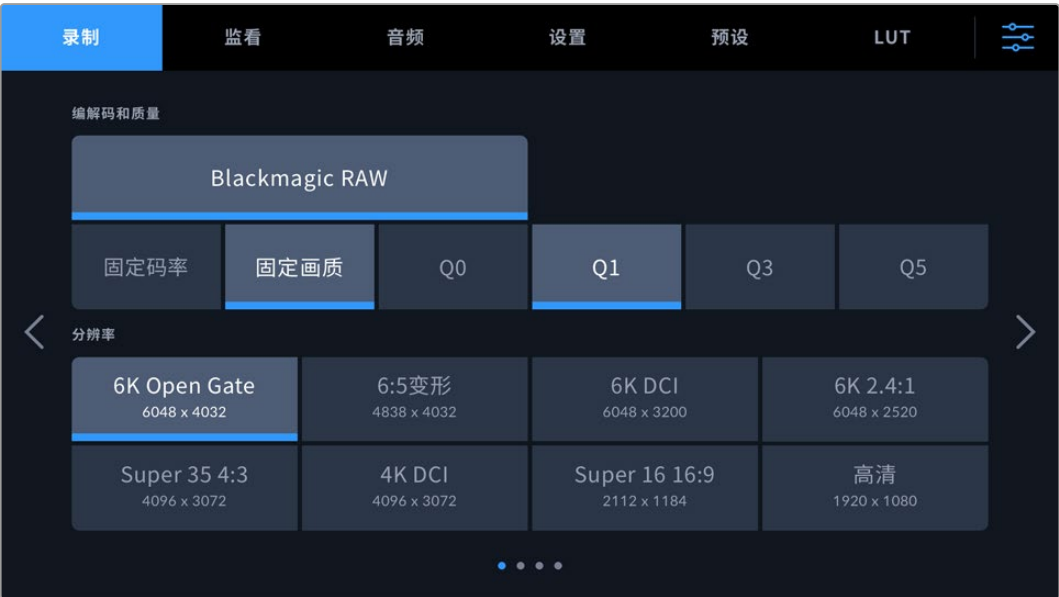 录制 监看 音频 设置 预设 LUT
编解码和质量
Blackmagic RAW
固定码率 固定画质 Q0 Q1 Q3 Q5
分辨率
6K Open Gate 6:5变形 6K DCI 6K 2.4:1
6048 x 4032 4838 x 4032 6048 x 3200 6048 x 2520
Super 35 4:3 4K DCI Super 16 16:9 高清
4096 x 3072 4096 x 3072 2112 x 1184 1920 x 1080